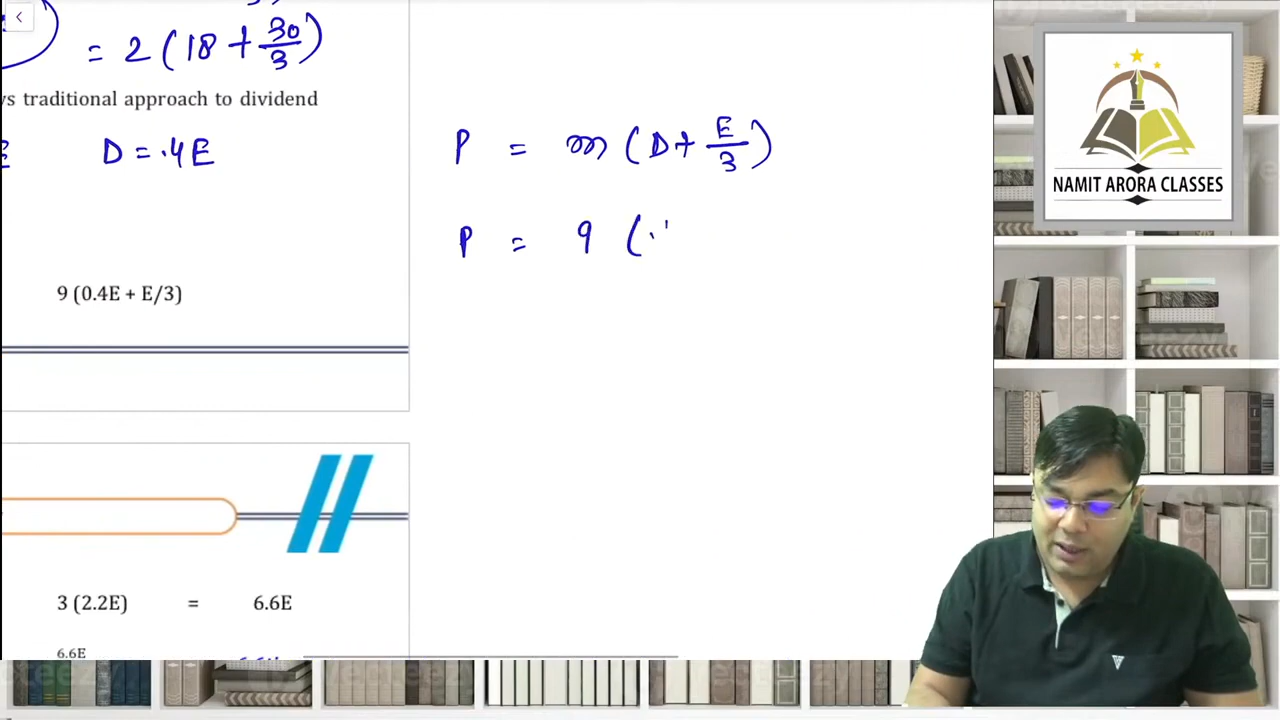 = 2 ( 18 + 30/3 )
vs traditional approach to dividend
D = .4E
9 (0.4E + E/3)
3 (2.2E) = 6.6E
6.6E
P = m ( D + E/3 )
P = 9 ( .
NAMIT ARORA CLASSES